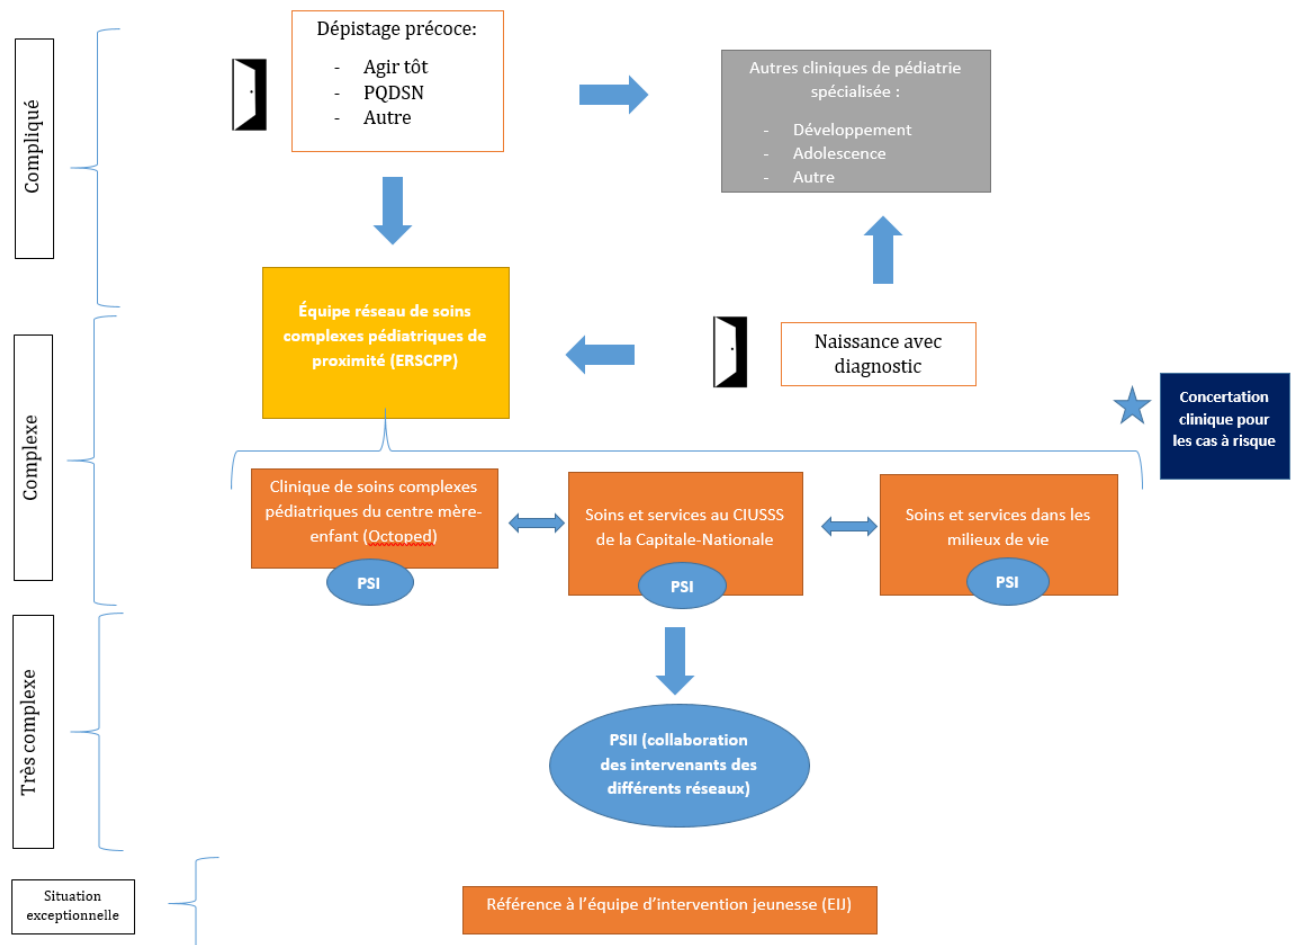 Compliqué
Dépistage précoce:
- Agir tôt
- PQDSN
- Autre
Autres cliniques de pédiatrie
spécialisée :
- Développement
- Adolescence
- Autre
Complexe
Équipe réseau de soins
complexes pédiatriques de
proximité (ERSCPP)
Naissance avec
diagnostic
Concertation
clinique pour
les cas à risque
Clinique de soins complexes
pédiatriques du centre mère-
enfant (Octoped)
PSI
Soins et services au CIUSSS
de la Capitale-Nationale
PSI
Soins et services dans les
milieux de vie
PSI
Très complexe
PSII (collaboration
des intervenants des
différents réseaux)
Situation
exceptionnelle
Référence à l’équipe d’intervention jeunesse (EIJ)